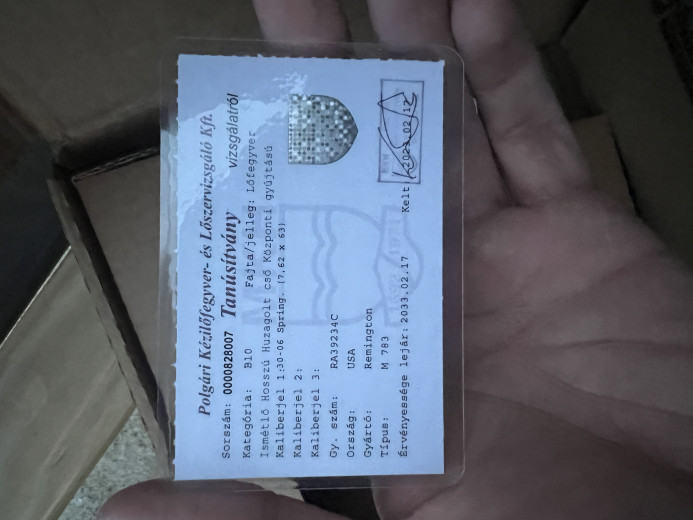 Polgári Kézilőfegyver- és Lőszervizsgáló Kft.
Sorszám: 0000828007 Tanúsítvány vizsgálatról
Kategória: B10 Fajta/jelleg: Lőfegyver
Ismétlő Hosszú Huzagolt cső Központi gyújtású
Kaliberjel 1:30-06 Spring. (7,62 x 63)
Kaliberjel 2:
Kaliberjel 3:
Gy. szám: RA39234C
Ország: USA
Gyártó: Remington
Típus: M 783
Érvényessége lejár: 2033.02.17 Kelt 2023.02.17